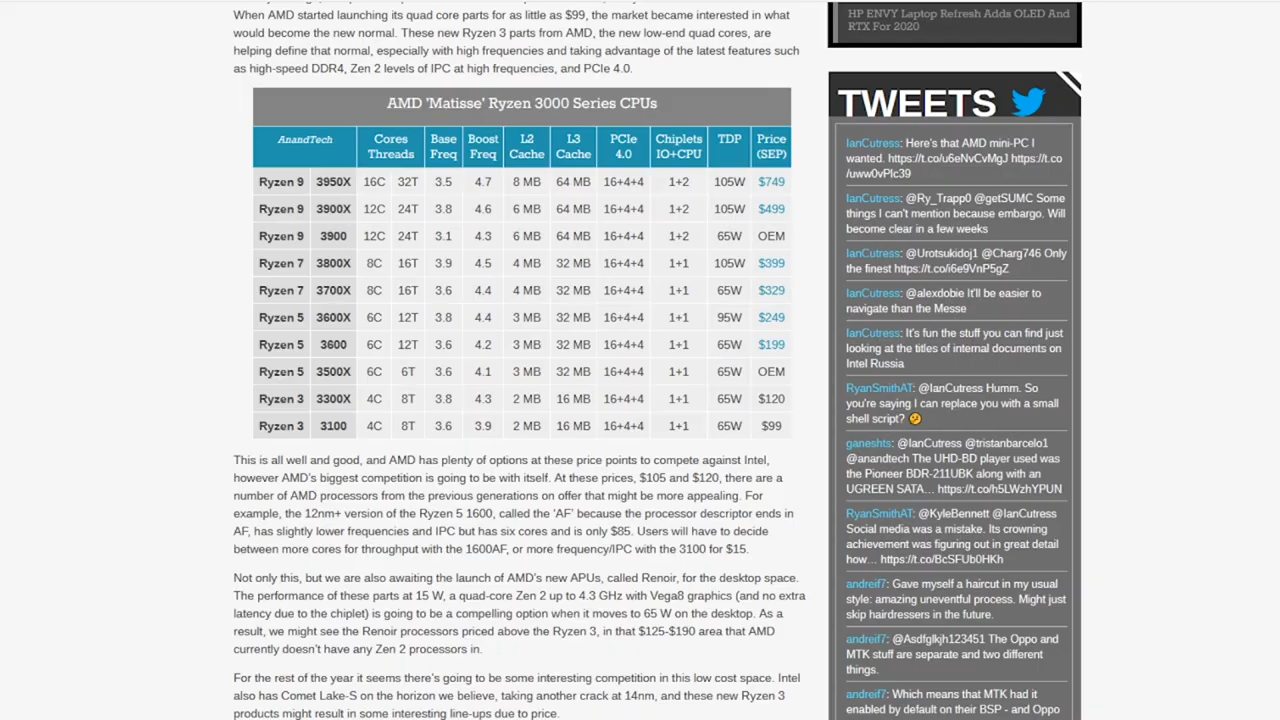 When AMD started launching its quad core parts for as little as $99, the market became interested in what
would become the new normal. These new Ryzen 3 parts from AMD, the new low-end quad cores, are
helping define that normal, especially with high frequencies and taking advantage of the latest features such
as high-speed DDR4, Zen 2 levels of IPC at high frequencies, and PCIe 4.0.
AMD 'Matisse' Ryzen 3000 Series CPUs
AnandTech Cores Threads Base Freq Boost Freq L2 Cache L3 Cache PCIe 4.0 Chiplets IO+CPU TDP Price (SEP)
Ryzen 9 3950X 16C 32T 3.5 4.7 8 MB 64 MB 16+4+4 1+2 105W $749
Ryzen 9 3900X 12C 24T 3.8 4.6 6 MB 64 MB 16+4+4 1+2 105W $499
Ryzen 9 3900 12C 24T 3.1 4.3 6 MB 64 MB 16+4+4 1+2 65W OEM
Ryzen 7 3800X 8C 16T 3.9 4.5 4 MB 32 MB 16+4+4 1+1 105W $399
Ryzen 7 3700X 8C 16T 3.6 4.4 4 MB 32 MB 16+4+4 1+1 65W $329
Ryzen 5 3600X 6C 12T 3.8 4.4 3 MB 32 MB 16+4+4 1+1 95W $249
Ryzen 5 3600 6C 12T 3.6 4.2 3 MB 32 MB 16+4+4 1+1 65W $199
Ryzen 5 3500X 6C 6T 3.6 4.1 3 MB 32 MB 16+4+4 1+1 65W OEM
Ryzen 3 3300X 4C 8T 3.8 4.3 2 MB 16 MB 16+4+4 1+1 65W $120
Ryzen 3 3100 4C 8T 3.6 3.9 2 MB 16 MB 16+4+4 1+1 65W $99
This is all well and good, and AMD has plenty of options at these price points to compete against Intel,
however AMD's biggest competition is going to be with itself. At these prices, $105 and $120, there are a
number of AMD processors from the previous generations on offer that might be more appealing. For
example, the 12nm+ version of the Ryzen 5 1600, called the 'AF' because the processor descriptor ends in
AF, has slightly lower frequencies and IPC but has six cores and is only $85. Users will have to decide
between more cores for throughput with the 1600AF, or more frequency/IPC with the 3100 for $15.
Not only this, but we are also awaiting the launch of AMD's new APUs, called Renoir, for the desktop space.
The performance of these parts at 15 W, a quad-core Zen 2 up to 4.3 GHz with Vega8 graphics (and no extra
latency due to the chiplet) is going to be a compelling option when it moves to 65 W on the desktop. As a
result, we might see the Renoir processors priced above the Ryzen 3, in that $125-$190 area that AMD
currently doesn't have any Zen 2 processors in.
For the rest of the year it seems there's going to be some interesting competition in this low cost space. Intel
also has Comet Lake-S on the horizon we believe, taking another crack at 14nm, and these new Ryzen 3
products might result in some interesting line-ups due to price.
HP ENVY Laptop Refresh Adds OLED And
RTX For 2020
TWEETS
IanCutress: Here's that AMD mini-PC I
wanted. https://t.co/u6eNvCvMgJ https://t.co
/uww0vPlc39
IanCutress: @Ry_Trapp0 @getSUMC Some
things I can't mention because embargo. Will
become clear in a few weeks
IanCutress: @Urotsukidoj1 @Charg746 Only
the finest https://t.co/i6e9VnP5gZ
IanCutress: @alexdobie It'll be easier to
navigate than the Messe
IanCutress: It's fun the stuff you can find just
looking at the titles of internal documents on
Intel Russia
RyanSmithAT: @IanCutress Humm. So
you're saying I can replace you with a small
shell script?
ganeshts: @IanCutress @tristanbarcelo1
@anandtech The UHD-BD player used was
the Pioneer BDR-211UBK along with an
UGREEN SATA… https://t.co/h5LWzhYPUN
RyanSmithAT: @KyleBennett @IanCutress
Social media was a mistake. Its crowning
achievement was figuring out in great detail
how… https://t.co/BcSFUb0HKh
andreif7: Gave myself a haircut in my usual
style: amazing uneventful process. Might just
skip hairdressers in the future.
andreif7: @Asdfglkjh123451 The Oppo and
MTK stuff are separate and two different
things.
andreif7: Which means that MTK had it
enabled by default on their BSP - and Oppo